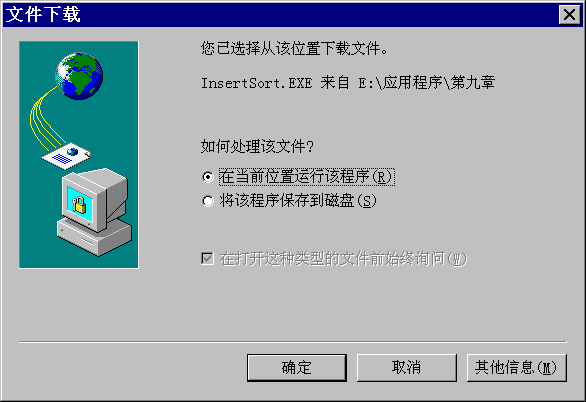 文件下载
您已选择从该位置下载文件。
InsertSort.EXE 来自 E:\应用程序\第九章
如何处理该文件?
在当前位置运行该程序(R)
将该程序保存到磁盘(S)
在打开这种类型的文件前始终询问(W)
确定
取消
其他信息(M)